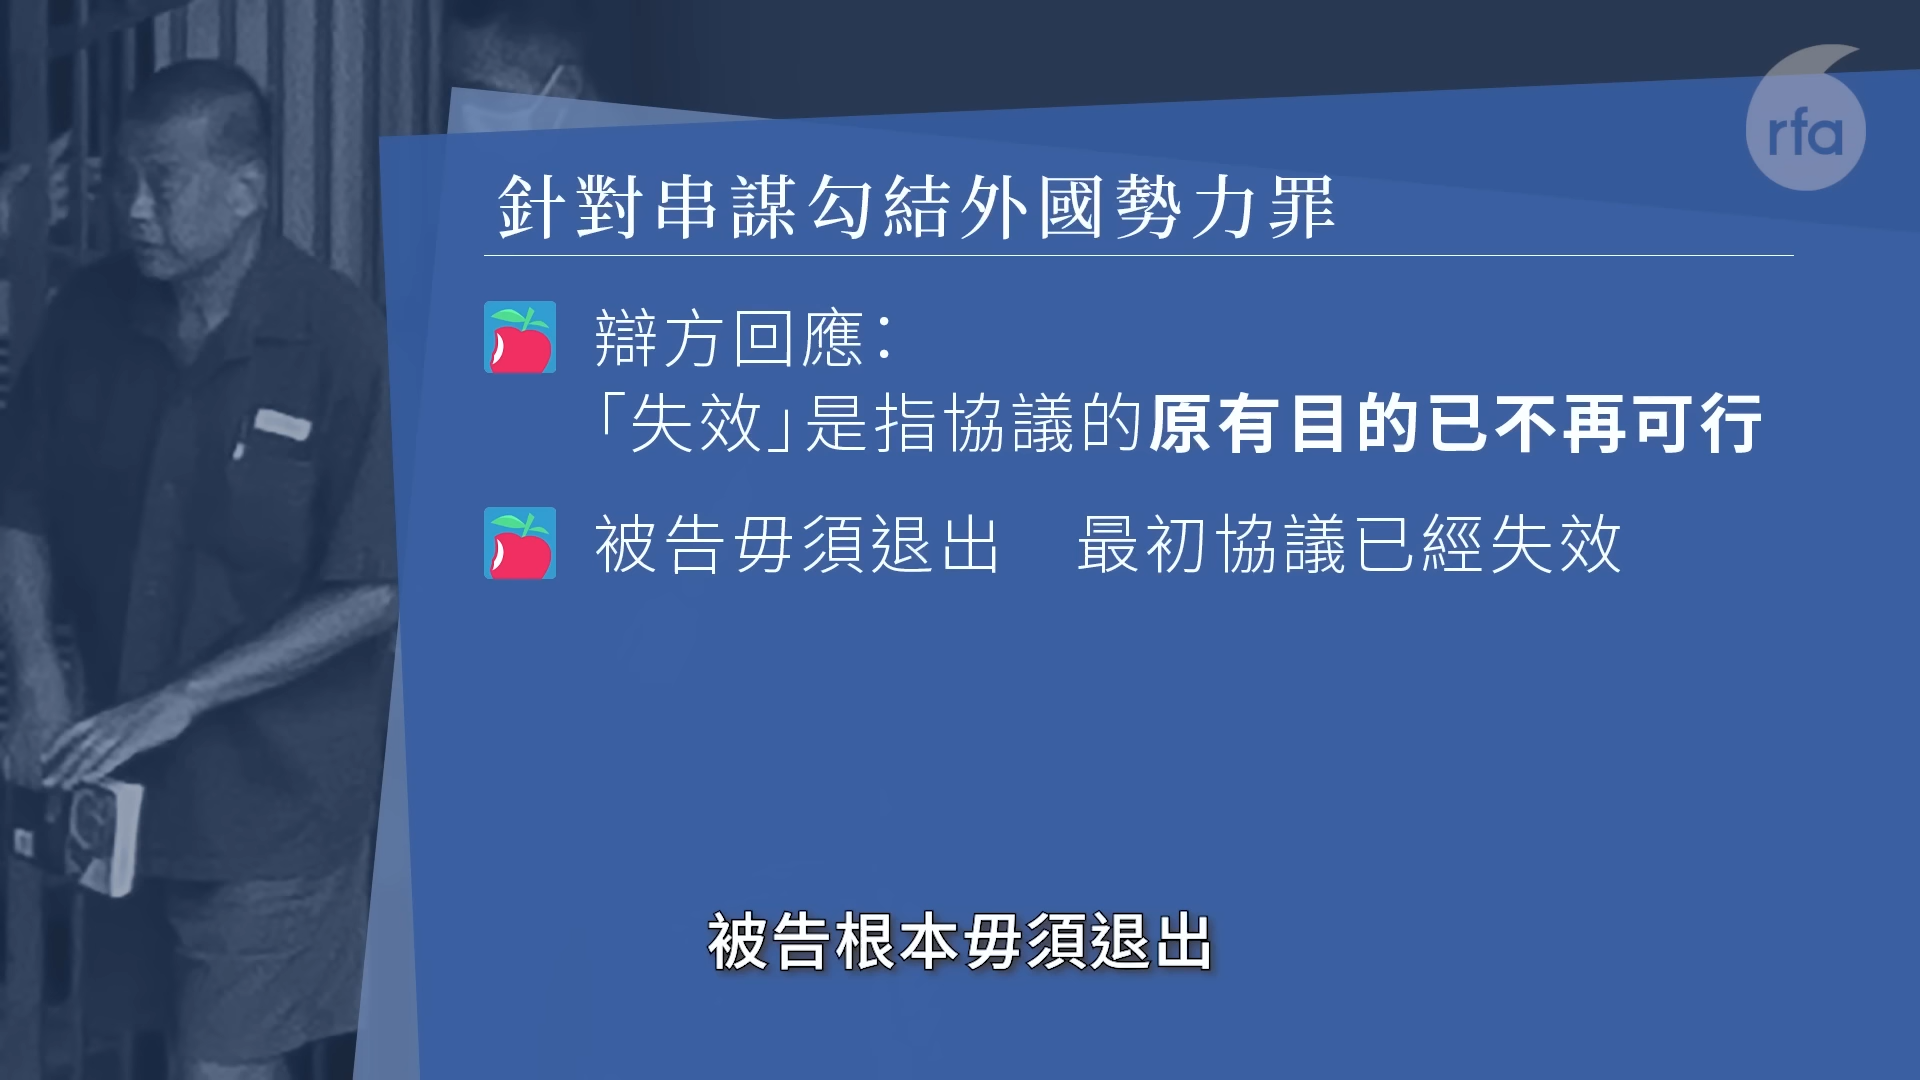 rfa
針對串謀勾結外國勢力罪
辯方回應：
「失效」是指協議的原有目的已不再可行
被告毋須退出　最初協議已經失效
被告根本毋須退出